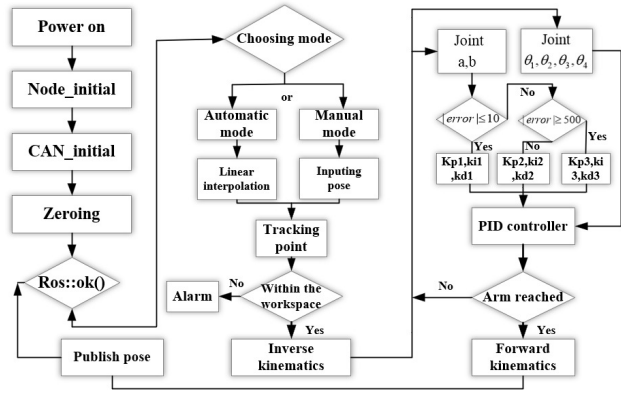 Power on
Node_initial
CAN_initial
Zeroing
Ros::ok()
Publish pose
Choosing mode
or
Automatic
mode
Manual
mode
Linear
interpolation
Inputing
pose
Tracking
point
Within the
workspace
No
Alarm
Yes
Inverse
kinematics
Joint
a,b
Joint
θ1, θ2, θ3, θ4
|error|≤10
No
|error|≥500
Yes
No
Yes
Kp1,ki1
,kd1
Kp2,ki2
,kd2
Kp3,ki
3,kd3
PID controller
No
Arm reached
Yes
Forward
kinematics